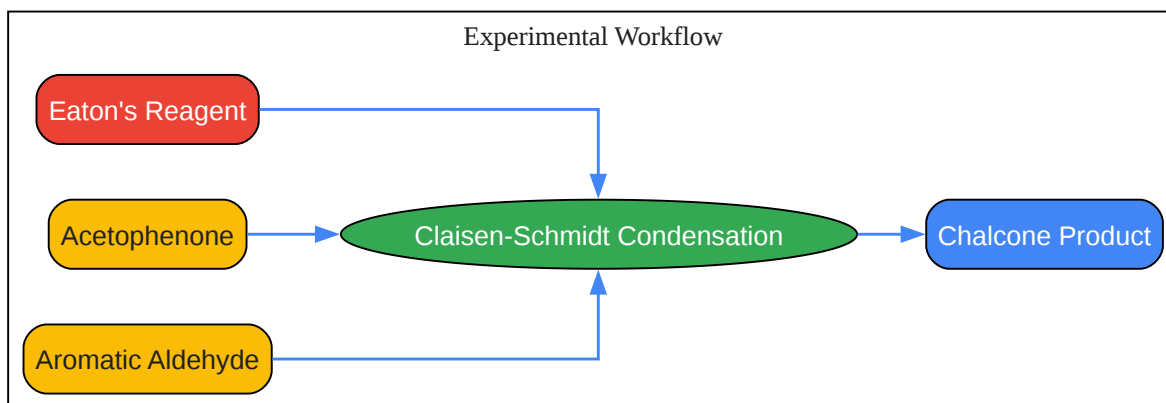 Experimental Workflow
Eaton's Reagent
Acetophenone
Claisen-Schmidt Condensation
Chalcone Product
Aromatic Aldehyde